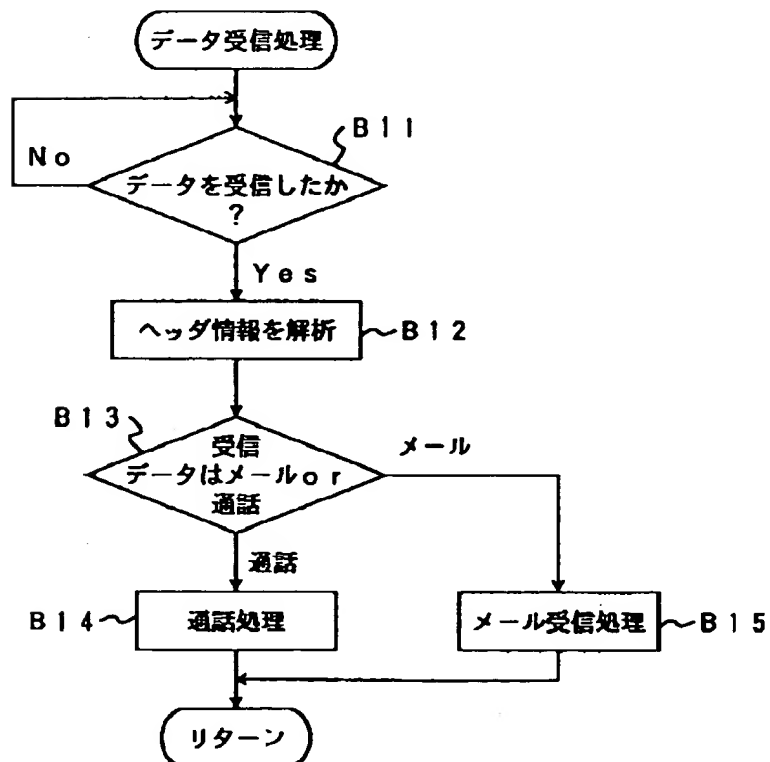 データ受信処理
B11
No
データを受信したか
?
Yes
ヘッダ情報を解析
B12
B13
受信
データはメールor
通話
メール
通話
B14
通話処理
メール受信処理
B15
リターン